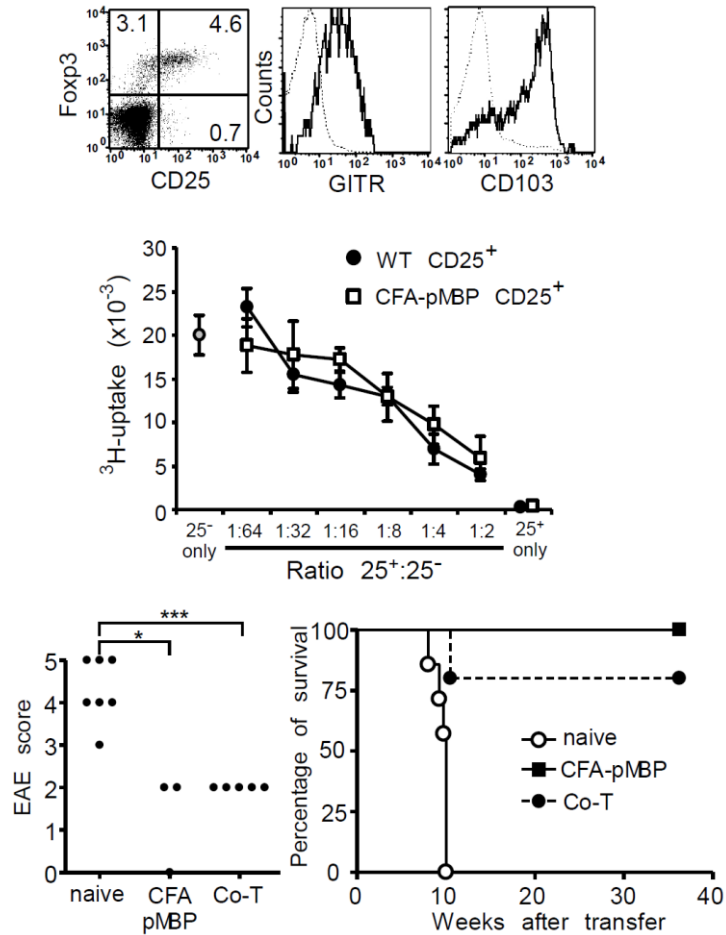 3.1 4.6
0.7
Foxp3
10⁴
10³
10²
10¹
10⁰
10⁰ 10¹ 10² 10³ 10⁴
CD25
Counts
10⁰ 10¹ 10² 10³ 10⁴
GITR
10⁰ 10¹ 10² 10³ 10⁴
CD103
³H-uptake (x10⁻³)
30
25
20
15
10
5
0
WT CD25⁺
CFA-pMBP CD25⁺
25⁻ only
1:64 1:32 1:16 1:8 1:4 1:2
25⁺ only
Ratio 25⁺:25⁻
***
*
EAE score
5
4
3
2
1
0
naive
CFA pMBP
Co-T
Percentage of survival
100
75
50
25
0
naive
CFA-pMBP
Co-T
0 10 20 30 40
Weeks after transfer